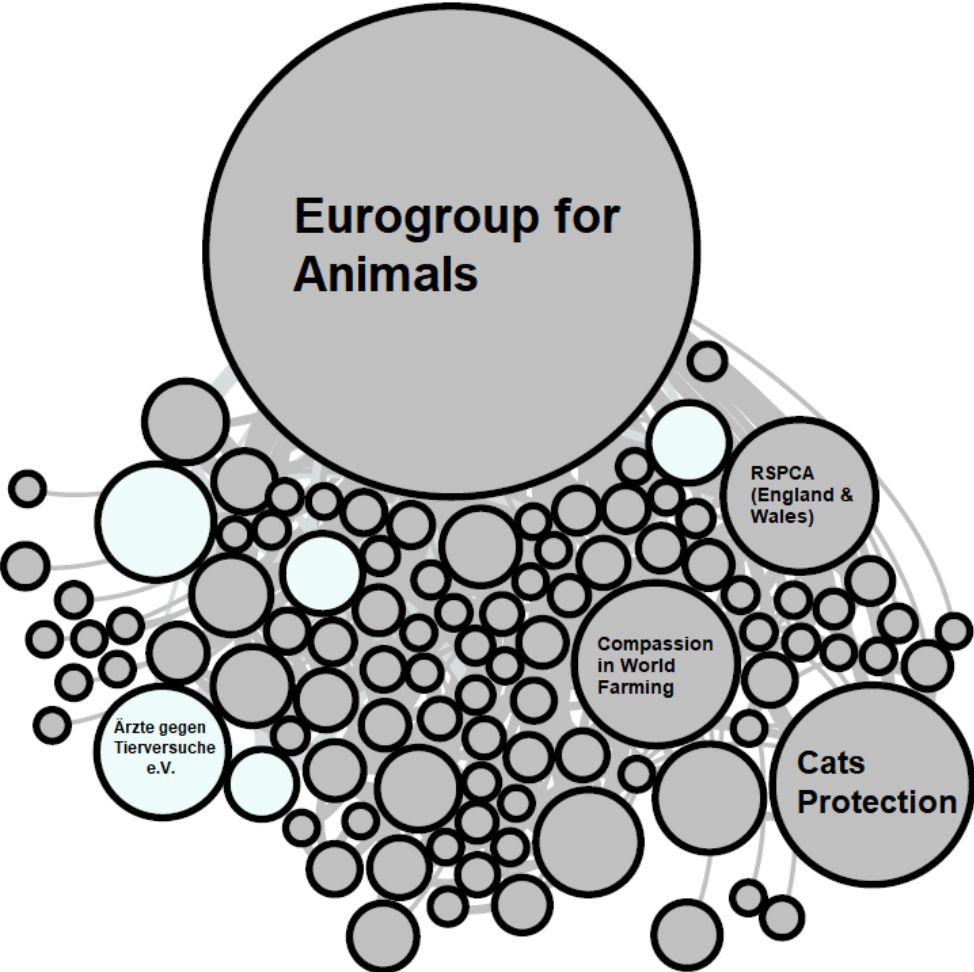 Eurogroup for
Animals
RSPCA
(England &
Wales)
Compassion
in World
Farming
Ärzte gegen
Tierversuche
e.V.
Cats
Protection